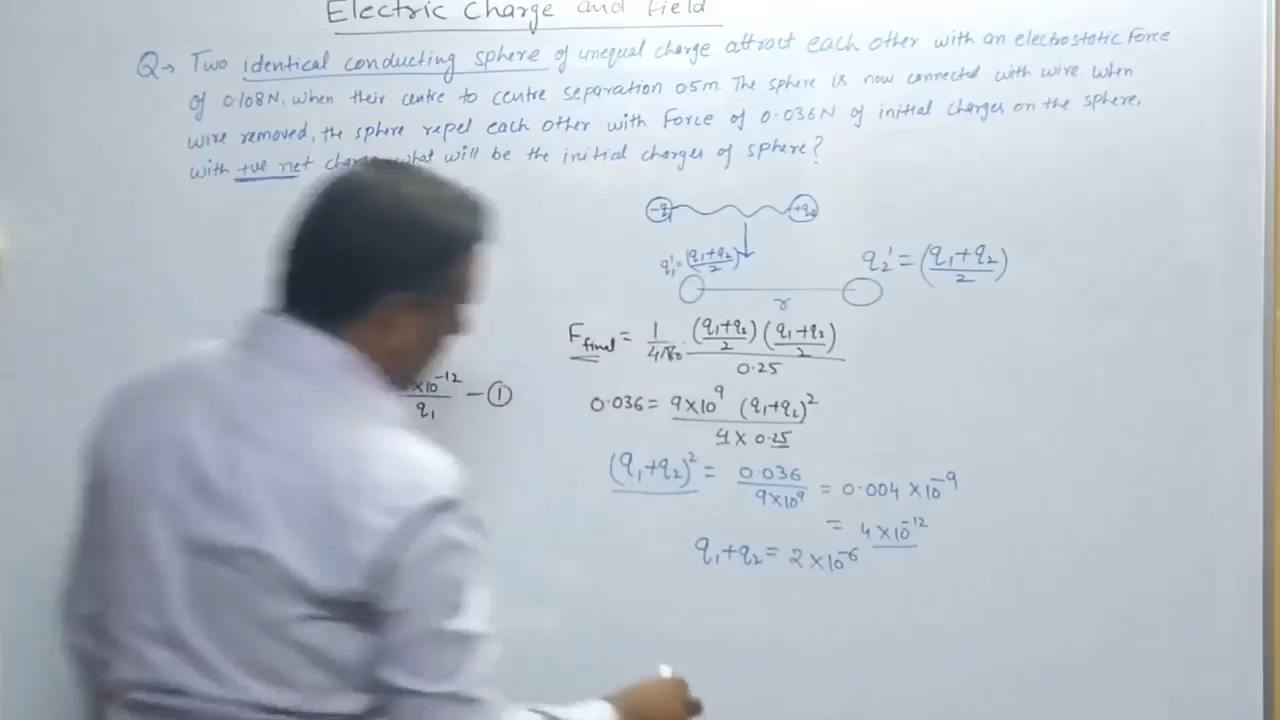 Electric Charge and Field
Q→ Two identical conducting sphere of unequal charge attract each other with an electrostatic Force
of 0.108N, when their centre to centre separation 0.5m. The sphere is now connected with wire. When
wire removed, the sphere repel each other with Force of 0.036N of initial charges on the sphere,
with +ve net what will be the initial charges of sphere?
-q₁ +q₂
q₁' = (q₁+q₂)/2
q₂' = (q₁+q₂)/2
r
F_final = 1/4π∈₀ · ((q₁+q₂)/2)((q₁+q₂)/2)/0.25
×10⁻¹²/q₁ — ①
0.036 = 9×10⁹ (q₁+q₂)²/4 × 0.25
(q₁+q₂)² = 0.036/9×10⁹ = 0.004 × 10⁻⁹
= 4×10⁻¹²
q₁+q₂ = 2×10⁻⁶